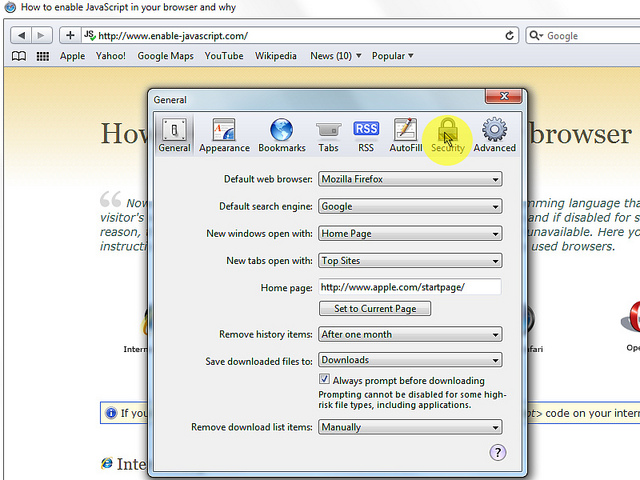 How to enable JavaScript in your browser and why
JS http://www.enable-javascript.com/
Google
Apple Yahoo! Google Maps YouTube Wikipedia News (10) Popular
How
browser
General
General Appearance Bookmarks Tabs RSS AutoFill Security Advanced
RSS
Now
mming language tha
visitor's
and if disabled for s
reason, t
unavailable. Here yo
instructi
used browsers.
Default web browser: Mozilla Firefox
Default search engine: Google
New windows open with: Home Page
New tabs open with: Top Sites
Home page: http://www.apple.com/startpage/
Set to Current Page
Remove history items: After one month
Save downloaded files to: Downloads
Always prompt before downloading
Prompting cannot be disabled for some high-
risk file types, including applications.
Remove download list items: Manually
?
Intern
afari
Ope
If you
pt> code on your intern
Inte